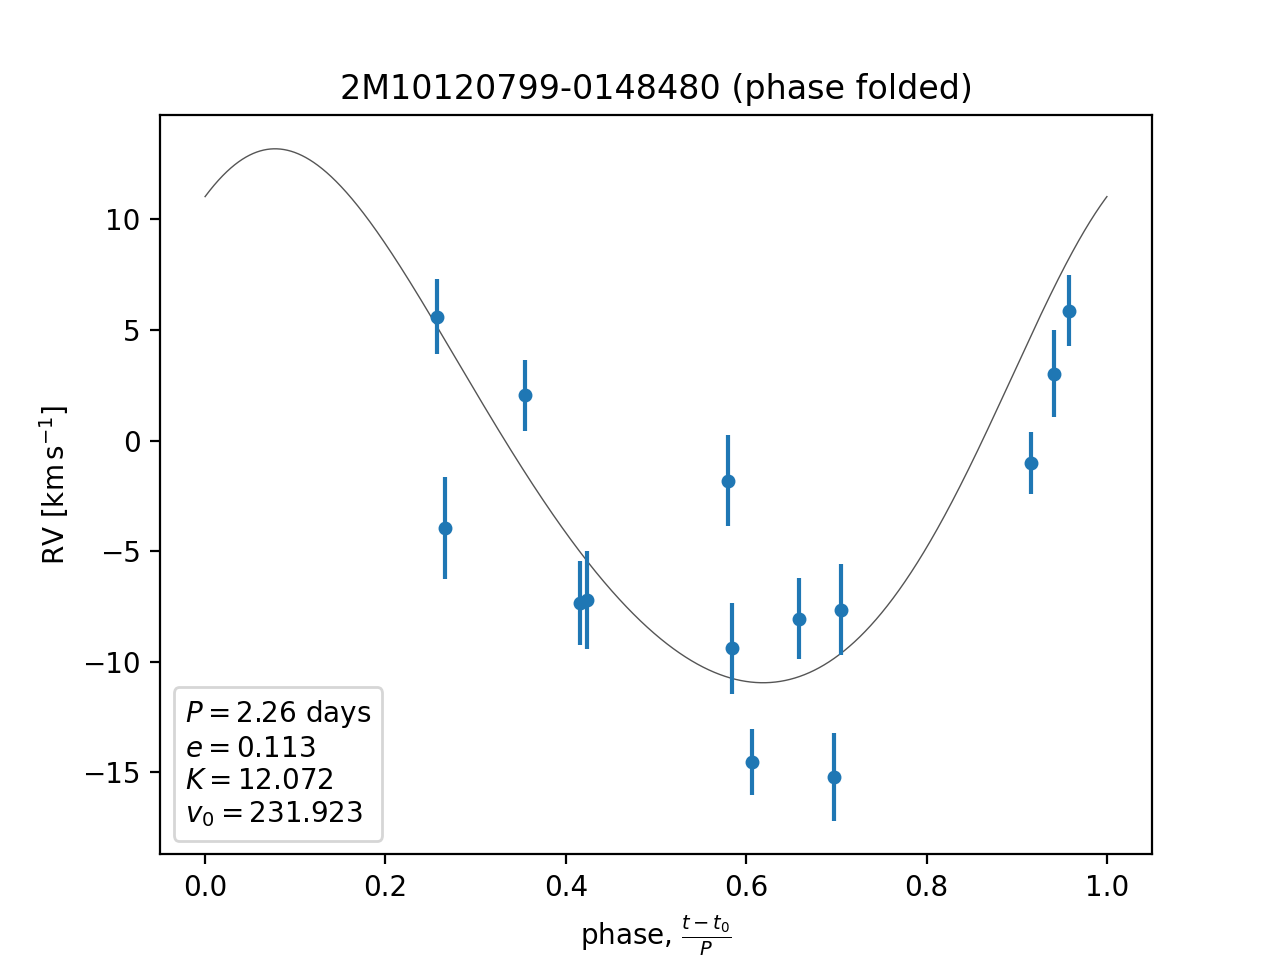 2M10120799-0148480 (phase folded)
RV [km s⁻¹]
10
5
0
−5
−10
−15
P = 2.26 days
e = 0.113
K = 12.072
v₀ = 231.923
0.0 0.2 0.4 0.6 0.8 1.0
phase, (t − t₀)/P